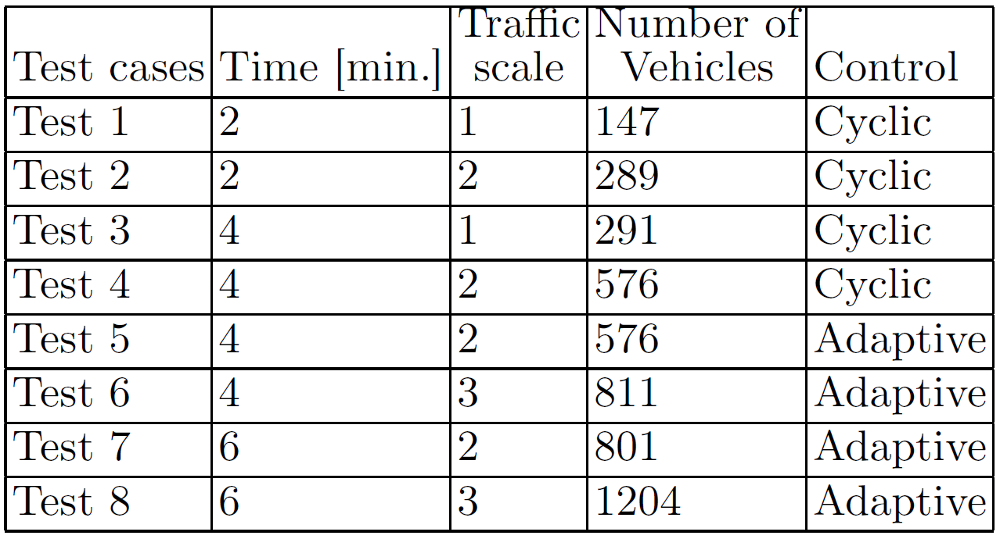 Test cases Time [min.] Traffic scale Number of Vehicles Control
Test 1 2 1 147 Cyclic
Test 2 2 2 289 Cyclic
Test 3 4 1 291 Cyclic
Test 4 4 2 576 Cyclic
Test 5 4 2 576 Adaptive
Test 6 4 3 811 Adaptive
Test 7 6 2 801 Adaptive
Test 8 6 3 1204 Adaptive